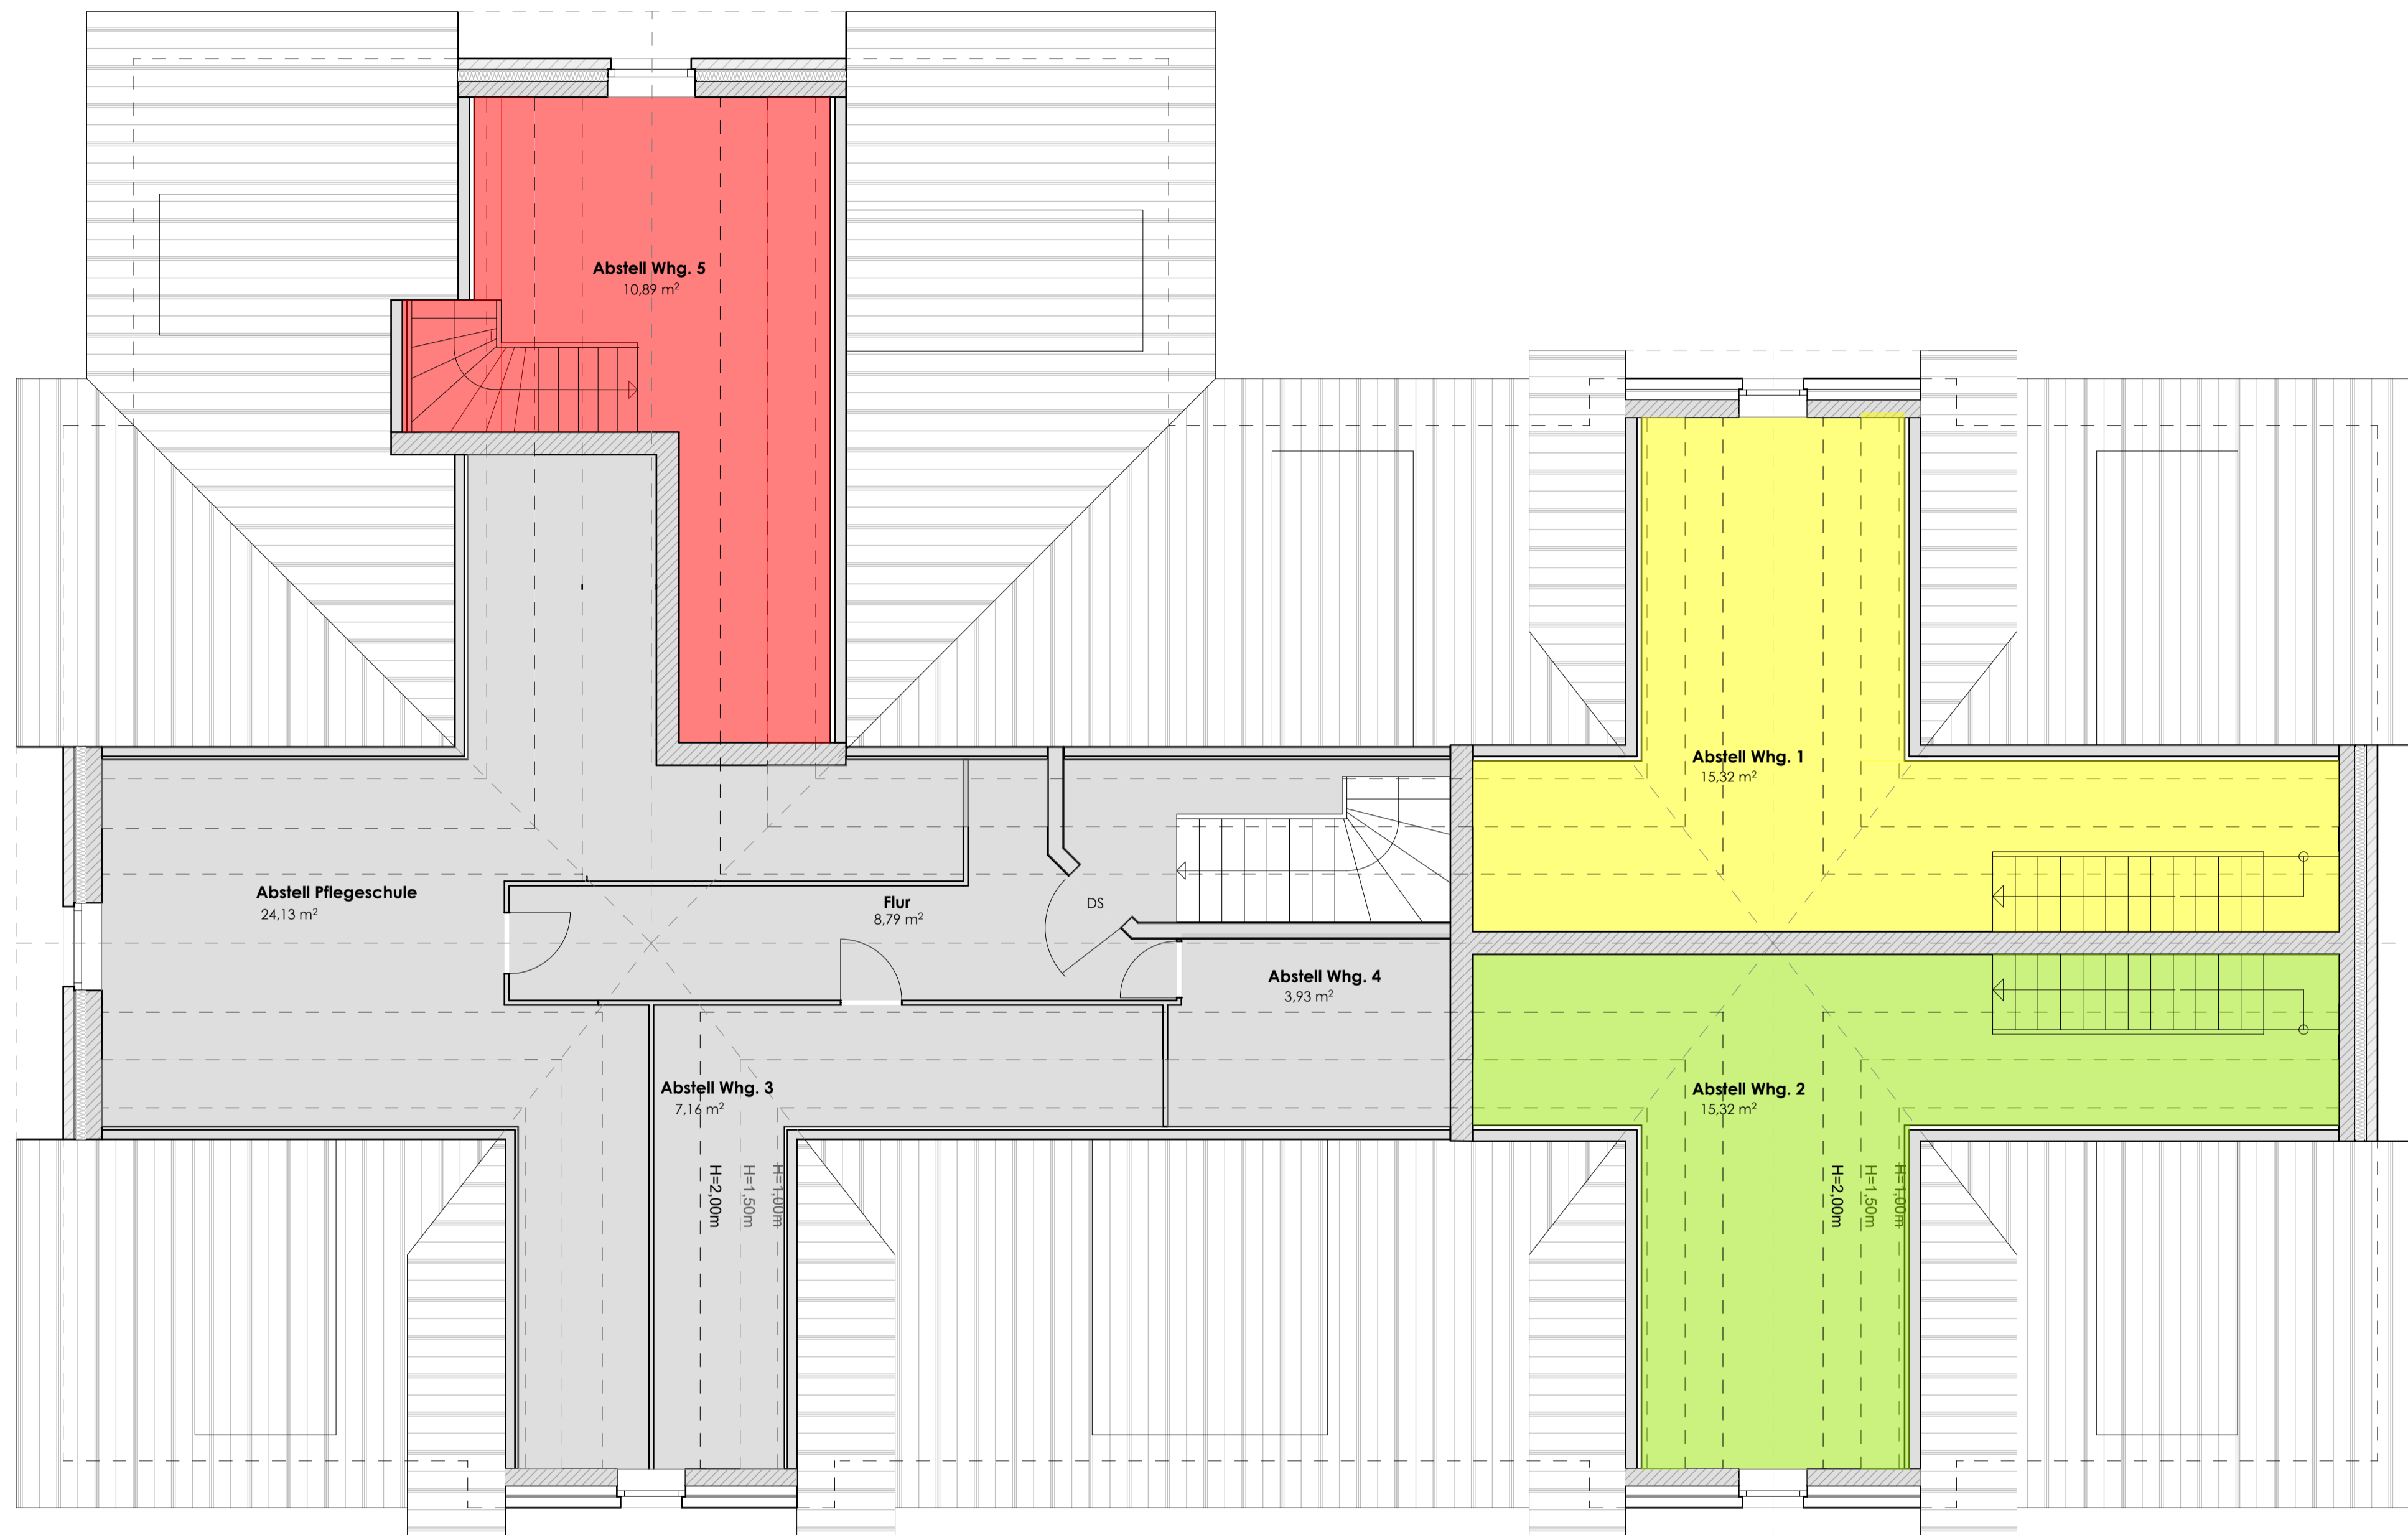 Abstell Whg. 5
10,89 m²
Abstell Whg. 1
15,32 m²
Abstell Pflegeschule
24,13 m²
Flur
8,79 m²
DS
Abstell Whg. 4
3,93 m²
Abstell Whg. 3
7,16 m²
Abstell Whg. 2
15,32 m²
H=2,00m
H=1,50m
H=1,00m
H=2,00m
H=1,50m
H=1,00m